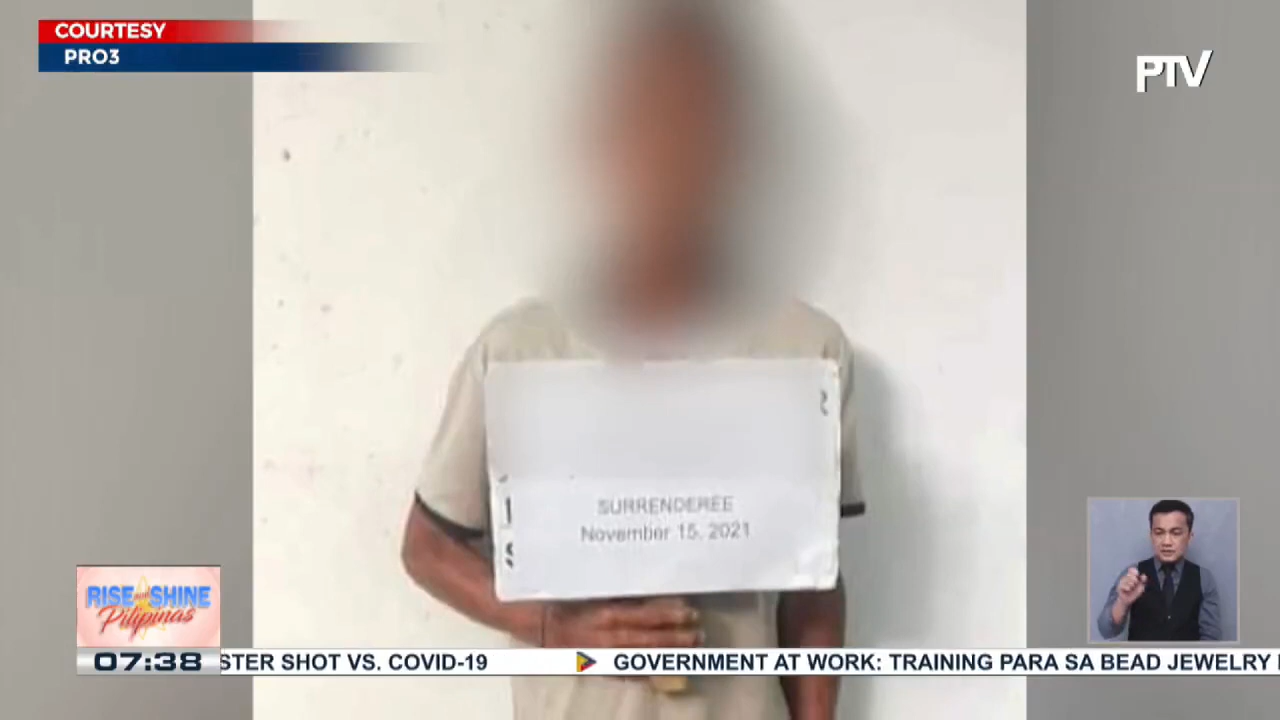 COURTESY
PRO3
PTV
SURRENDEREE
November 15, 2021
RISE and SHINE
Pilipinas
07:38
STER SHOT VS. COVID-19
GOVERNMENT AT WORK: TRAINING PARA SA BEAD JEWELRY